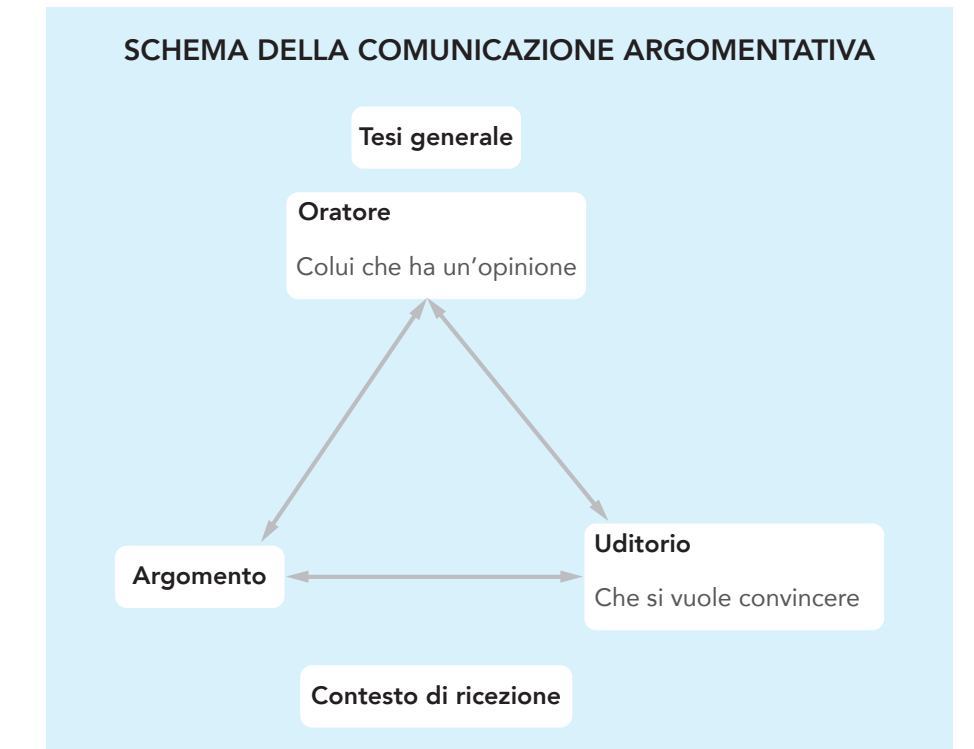 SCHEMA DELLA COMUNICAZIONE ARGOMENTATIVA
Tesi generale
Oratore
Colui che ha un’opinione
Argomento
Uditorio
Che si vuole convincere
Contesto di ricezione